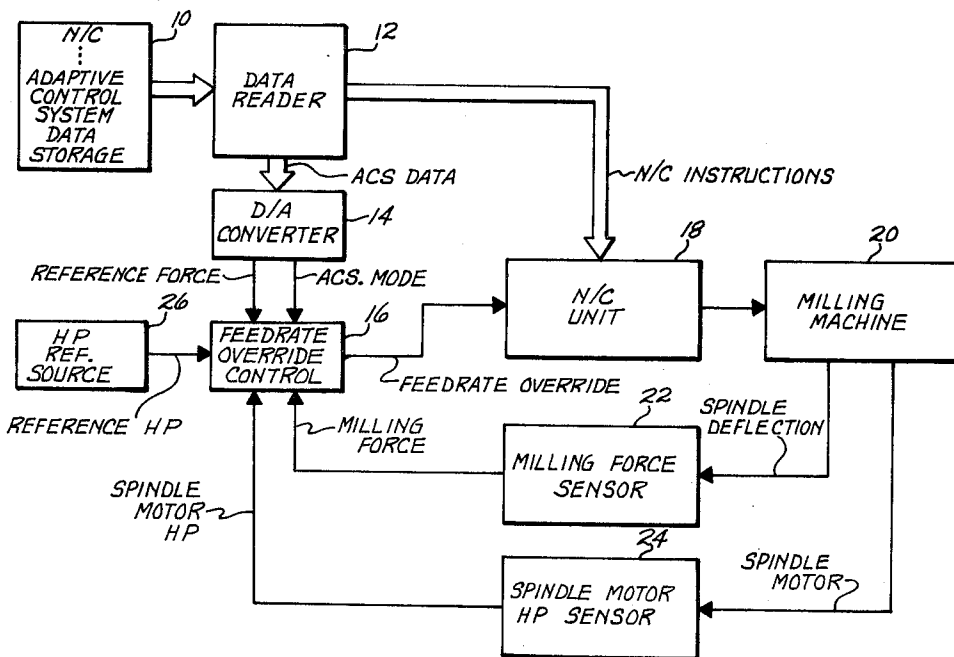 10
N/C
ADAPTIVE
CONTROL
SYSTEM
DATA
STORAGE
12
DATA
READER
ACS DATA
N/C INSTRUCTIONS
D/A
CONVERTER
14
REFERENCE FORCE
ACS. MODE
18
N/C
UNIT
20
MILLING
MACHINE
26
HP
REF.
SOURCE
16
FEEDRATE
OVERRIDE
CONTROL
FEEDRATE OVERRIDE
REFERENCE HP
MILLING
FORCE
22
MILLING FORCE
SENSOR
SPINDLE
DEFLECTION
SPINDLE
MOTOR
HP
24
SPINDLE MOTOR
HP SENSOR
SPINDLE
MOTOR